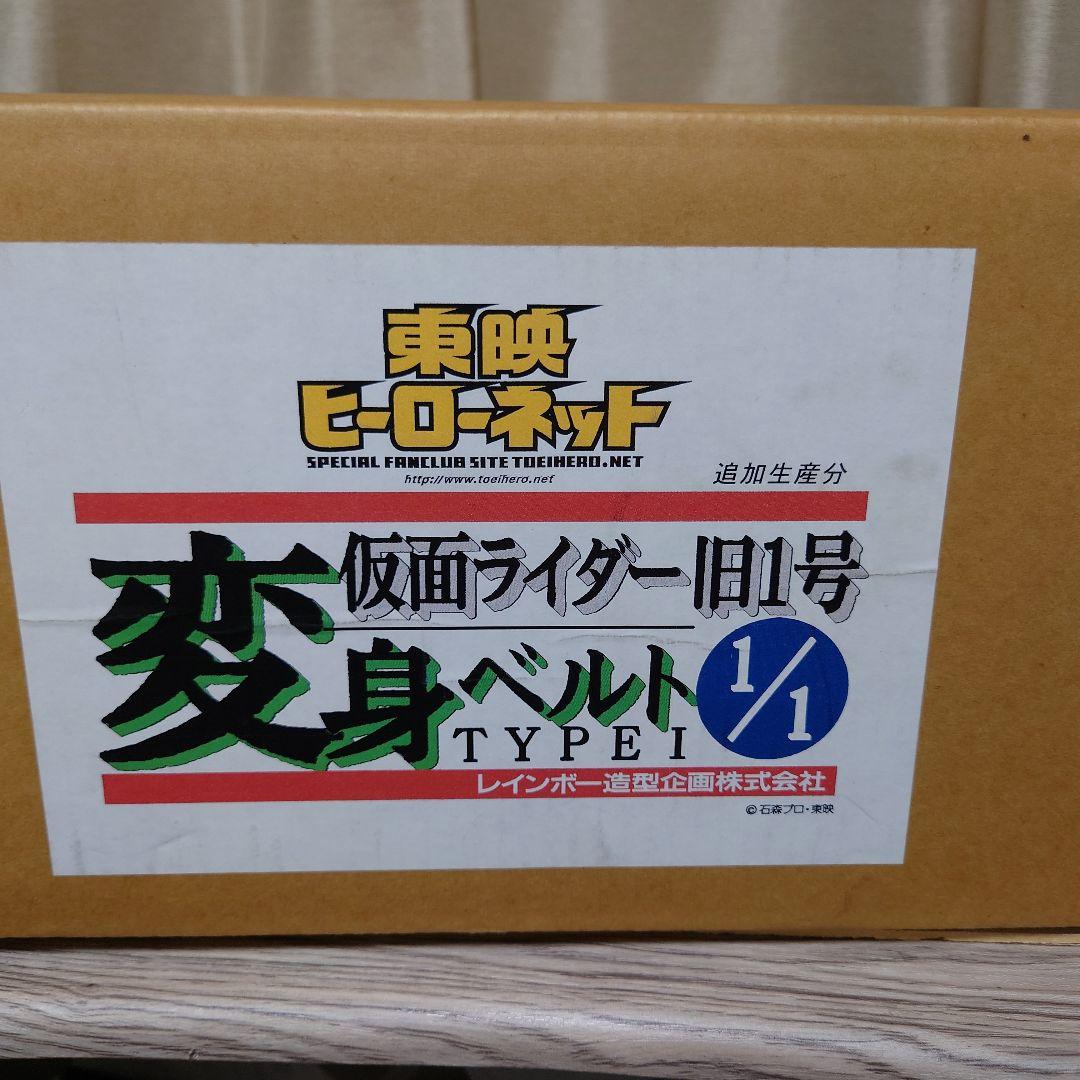 東映
ヒーローネット
SPECIAL FANCLUB SITE TOEIHERO.NET
http://www.toeihero.net
追加生産分
仮面ライダー旧1号
変身ベルト
TYPE I
1/1
レインボー造型企画株式会社
©石森プロ・東映